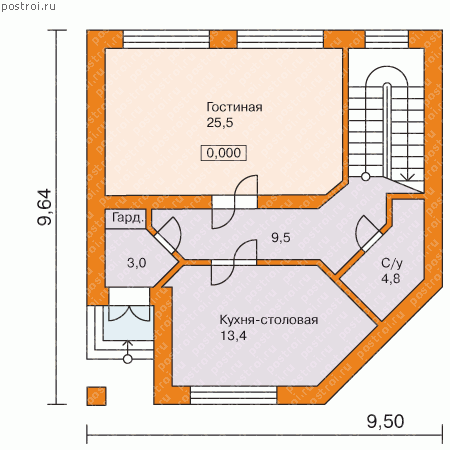 postroi.ru
Гостиная
25,5
0,000
9,64
Гард.
9,5
3,0
С/у
4,8
Кухня-столовая
13,4
9,50